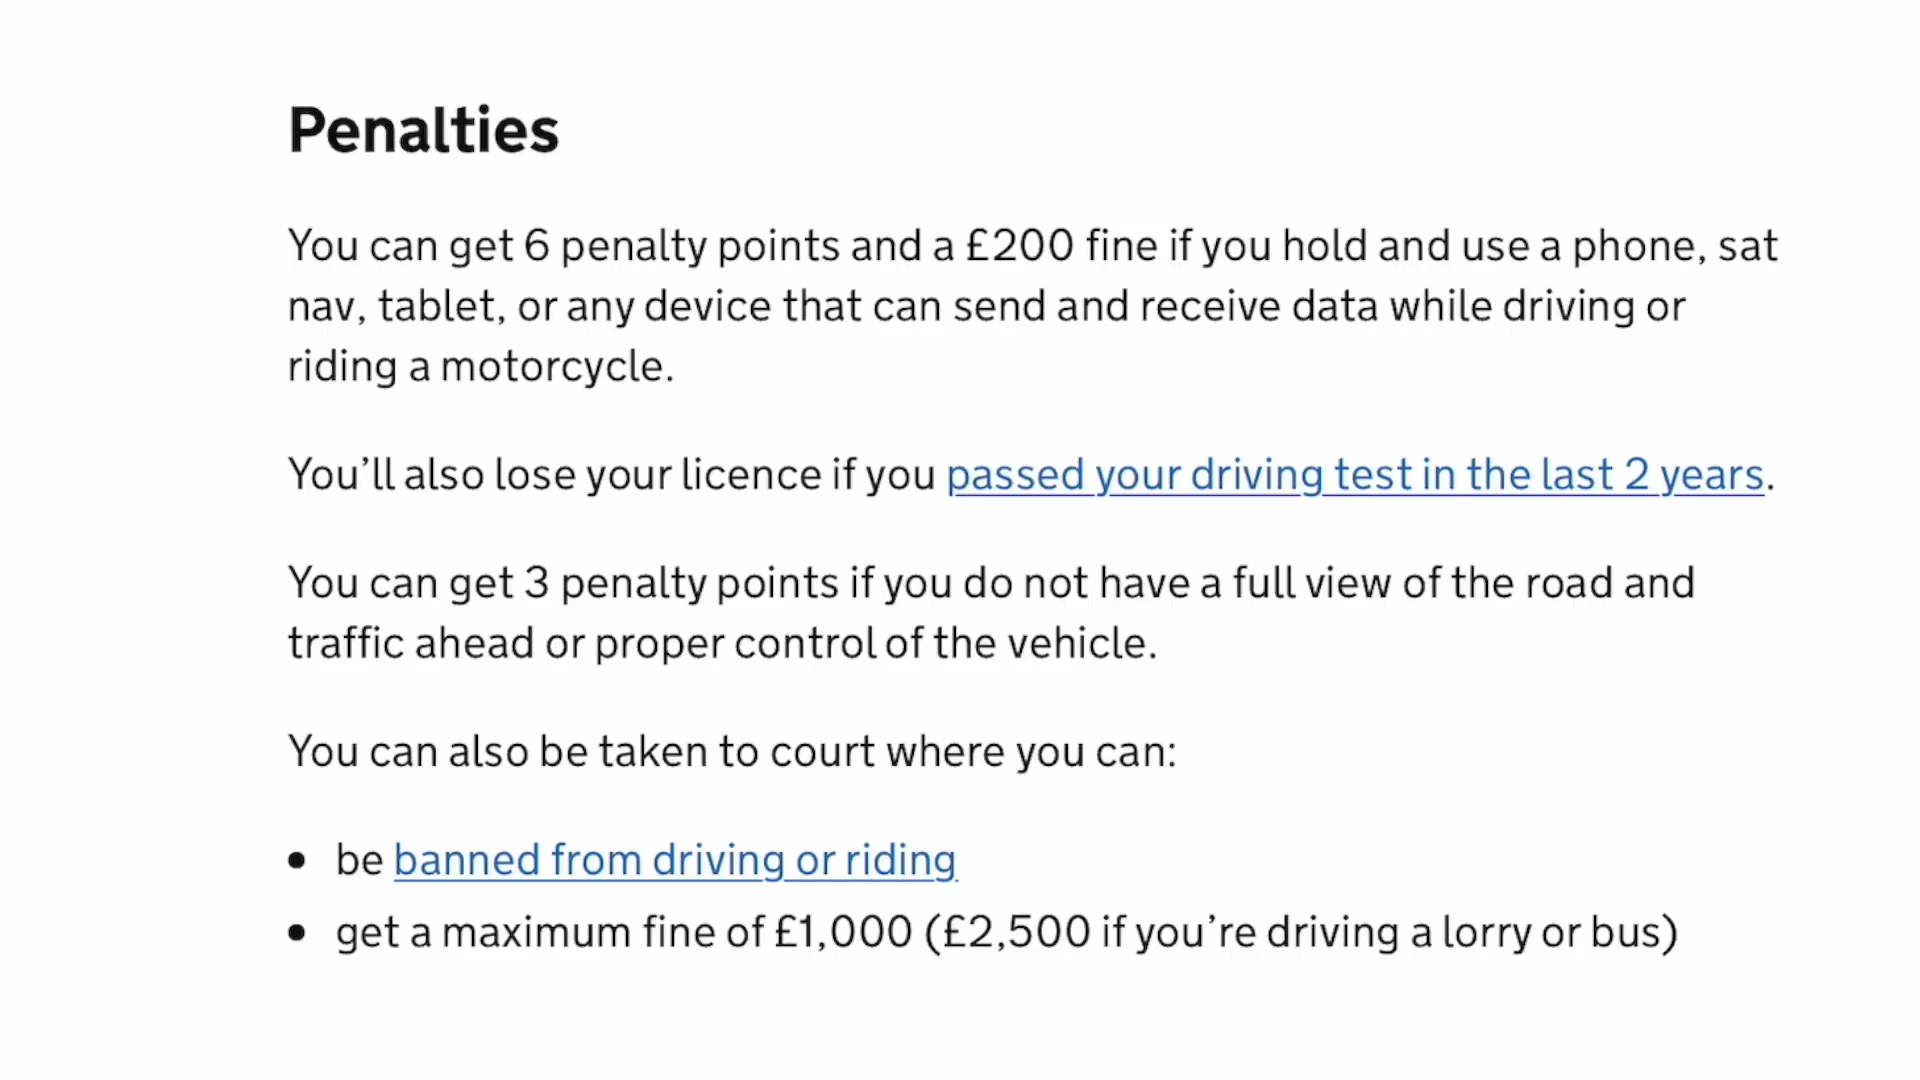 Penalties
You can get 6 penalty points and a £200 fine if you hold and use a phone, sat
nav, tablet, or any device that can send and receive data while driving or
riding a motorcycle.
You’ll also lose your licence if you passed your driving test in the last 2 years.
You can get 3 penalty points if you do not have a full view of the road and
traffic ahead or proper control of the vehicle.
You can also be taken to court where you can:
• be banned from driving or riding
• get a maximum fine of £1,000 (£2,500 if you’re driving a lorry or bus)